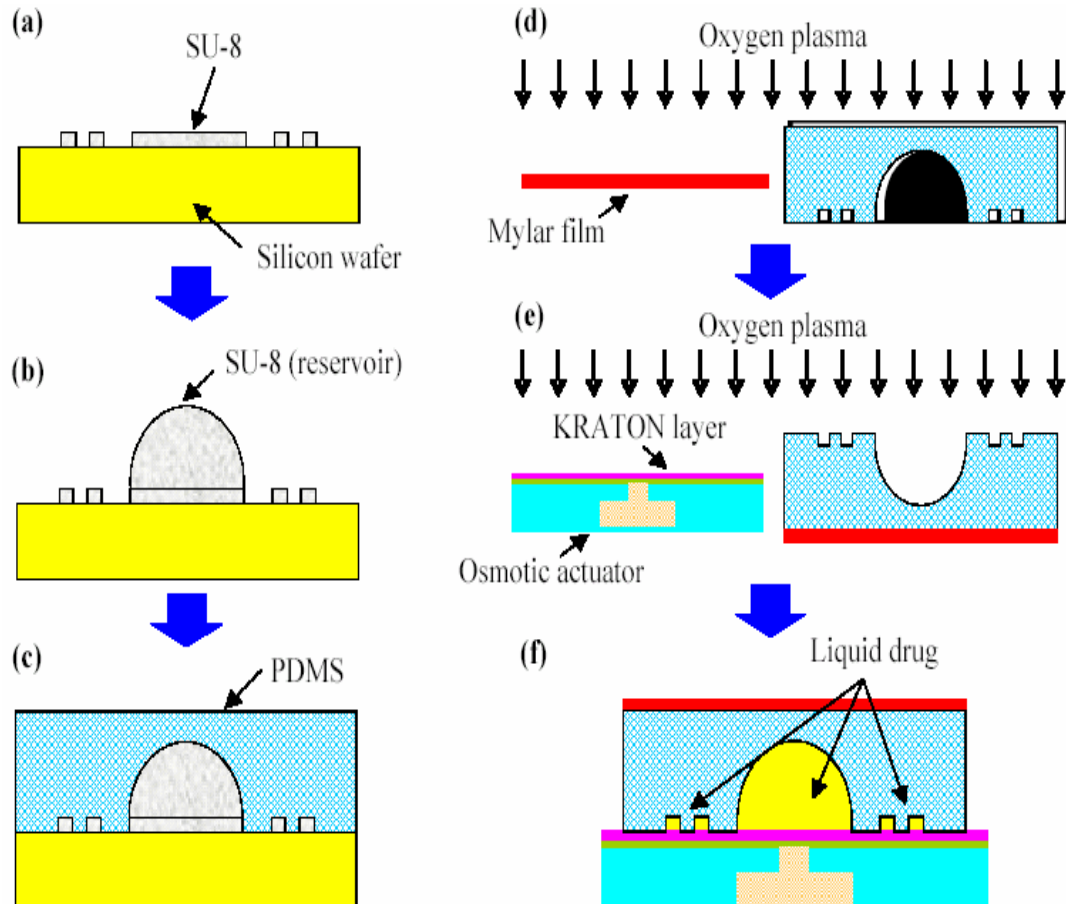 (a)
SU-8
Silicon wafer
(b)
SU-8 (reservoir)
(c)
PDMS
(d)
Oxygen plasma
Mylar film
(e)
Oxygen plasma
KRATON layer
Osmotic actuator
(f)
Liquid drug